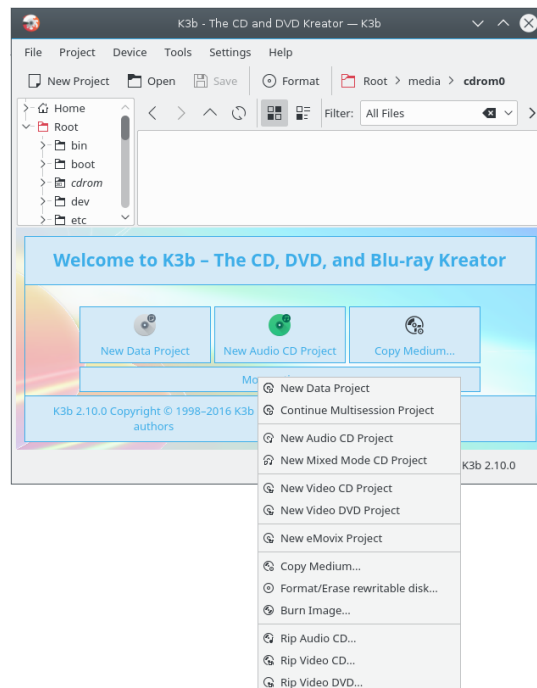 K3b - The CD and DVD Kreator — K3b
File Project Device Tools Settings Help
New Project Open Save Format Root > media > cdrom0
Home
Root
bin
boot
cdrom
dev
etc
Filter: All Files
Welcome to K3b – The CD, DVD, and Blu-ray Kreator
New Data Project New Audio CD Project Copy Medium...
K3b 2.10.0 Copyright © 1998–2016 K3b
authors
K3b 2.10.0
New Data Project
Continue Multisession Project
New Audio CD Project
New Mixed Mode CD Project
New Video CD Project
New Video DVD Project
New eMovix Project
Copy Medium...
Format/Erase rewritable disk...
Burn Image...
Rip Audio CD...
Rip Video CD...
Rip Video DVD...